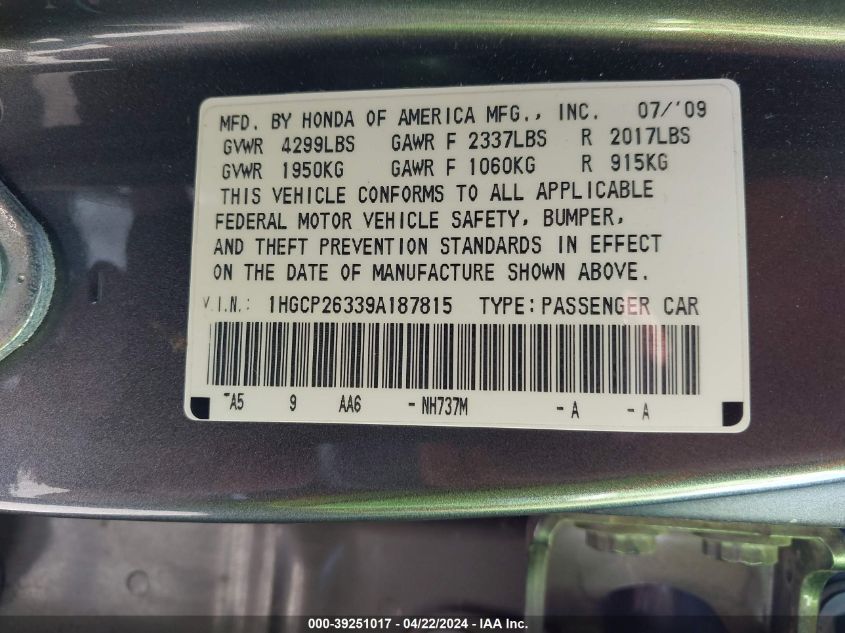 MFD. BY HONDA OF AMERICA MFG., INC. 07/'09
GVWR 4299LBS GAWR F 2337LBS R 2017LBS
GVWR 1950KG GAWR F 1060KG R 915KG
THIS VEHICLE CONFORMS TO ALL APPLICABLE
FEDERAL MOTOR VEHICLE SAFETY, BUMPER,
AND THEFT PREVENTION STANDARDS IN EFFECT
ON THE DATE OF MANUFACTURE SHOWN ABOVE.
V.I.N.: 1HGCP26339A187815 TYPE: PASSENGER CAR
-A5 9 AA6 - NH737M - A - A
000-39251017 - 04/22/2024 - IAA Inc.